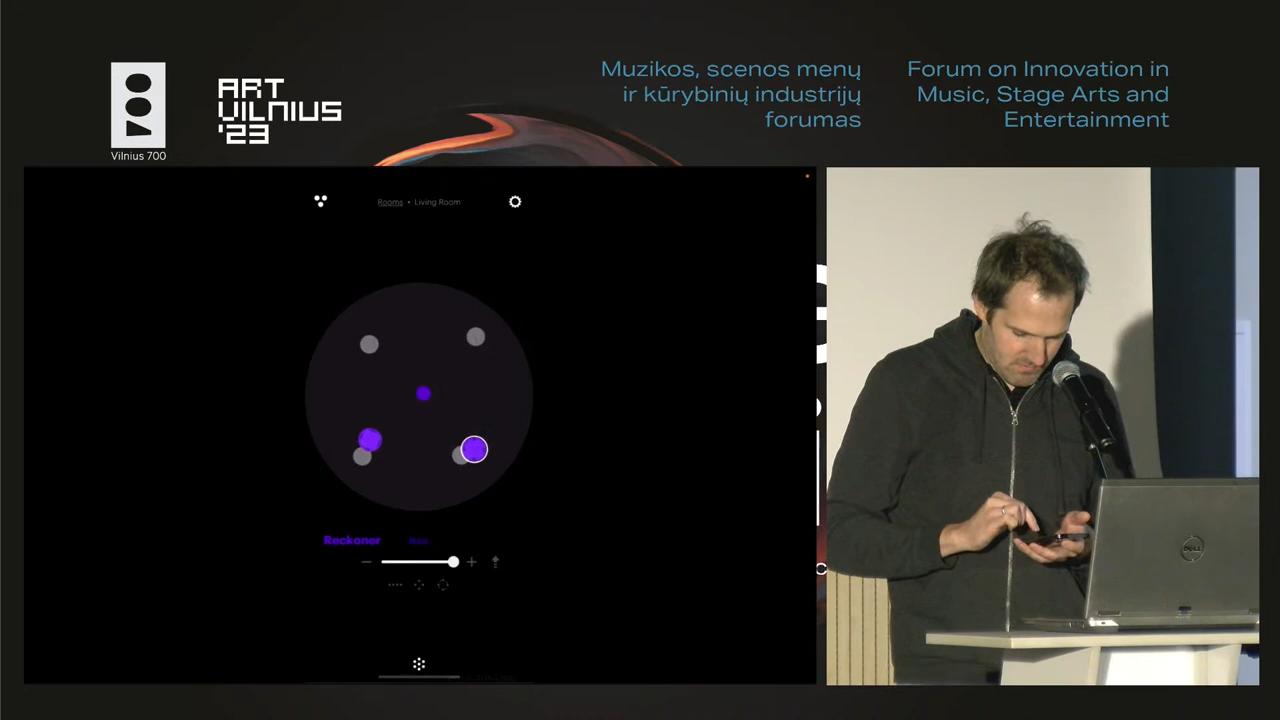 Vilnius 700
ART
VILNIUS
'23
Muzikos, scenos menų
ir kūrybinių industrijų
forumas
Forum on Innovation in
Music, Stage Arts and
Entertainment
Rooms • Living Room
Reckoner
DELL